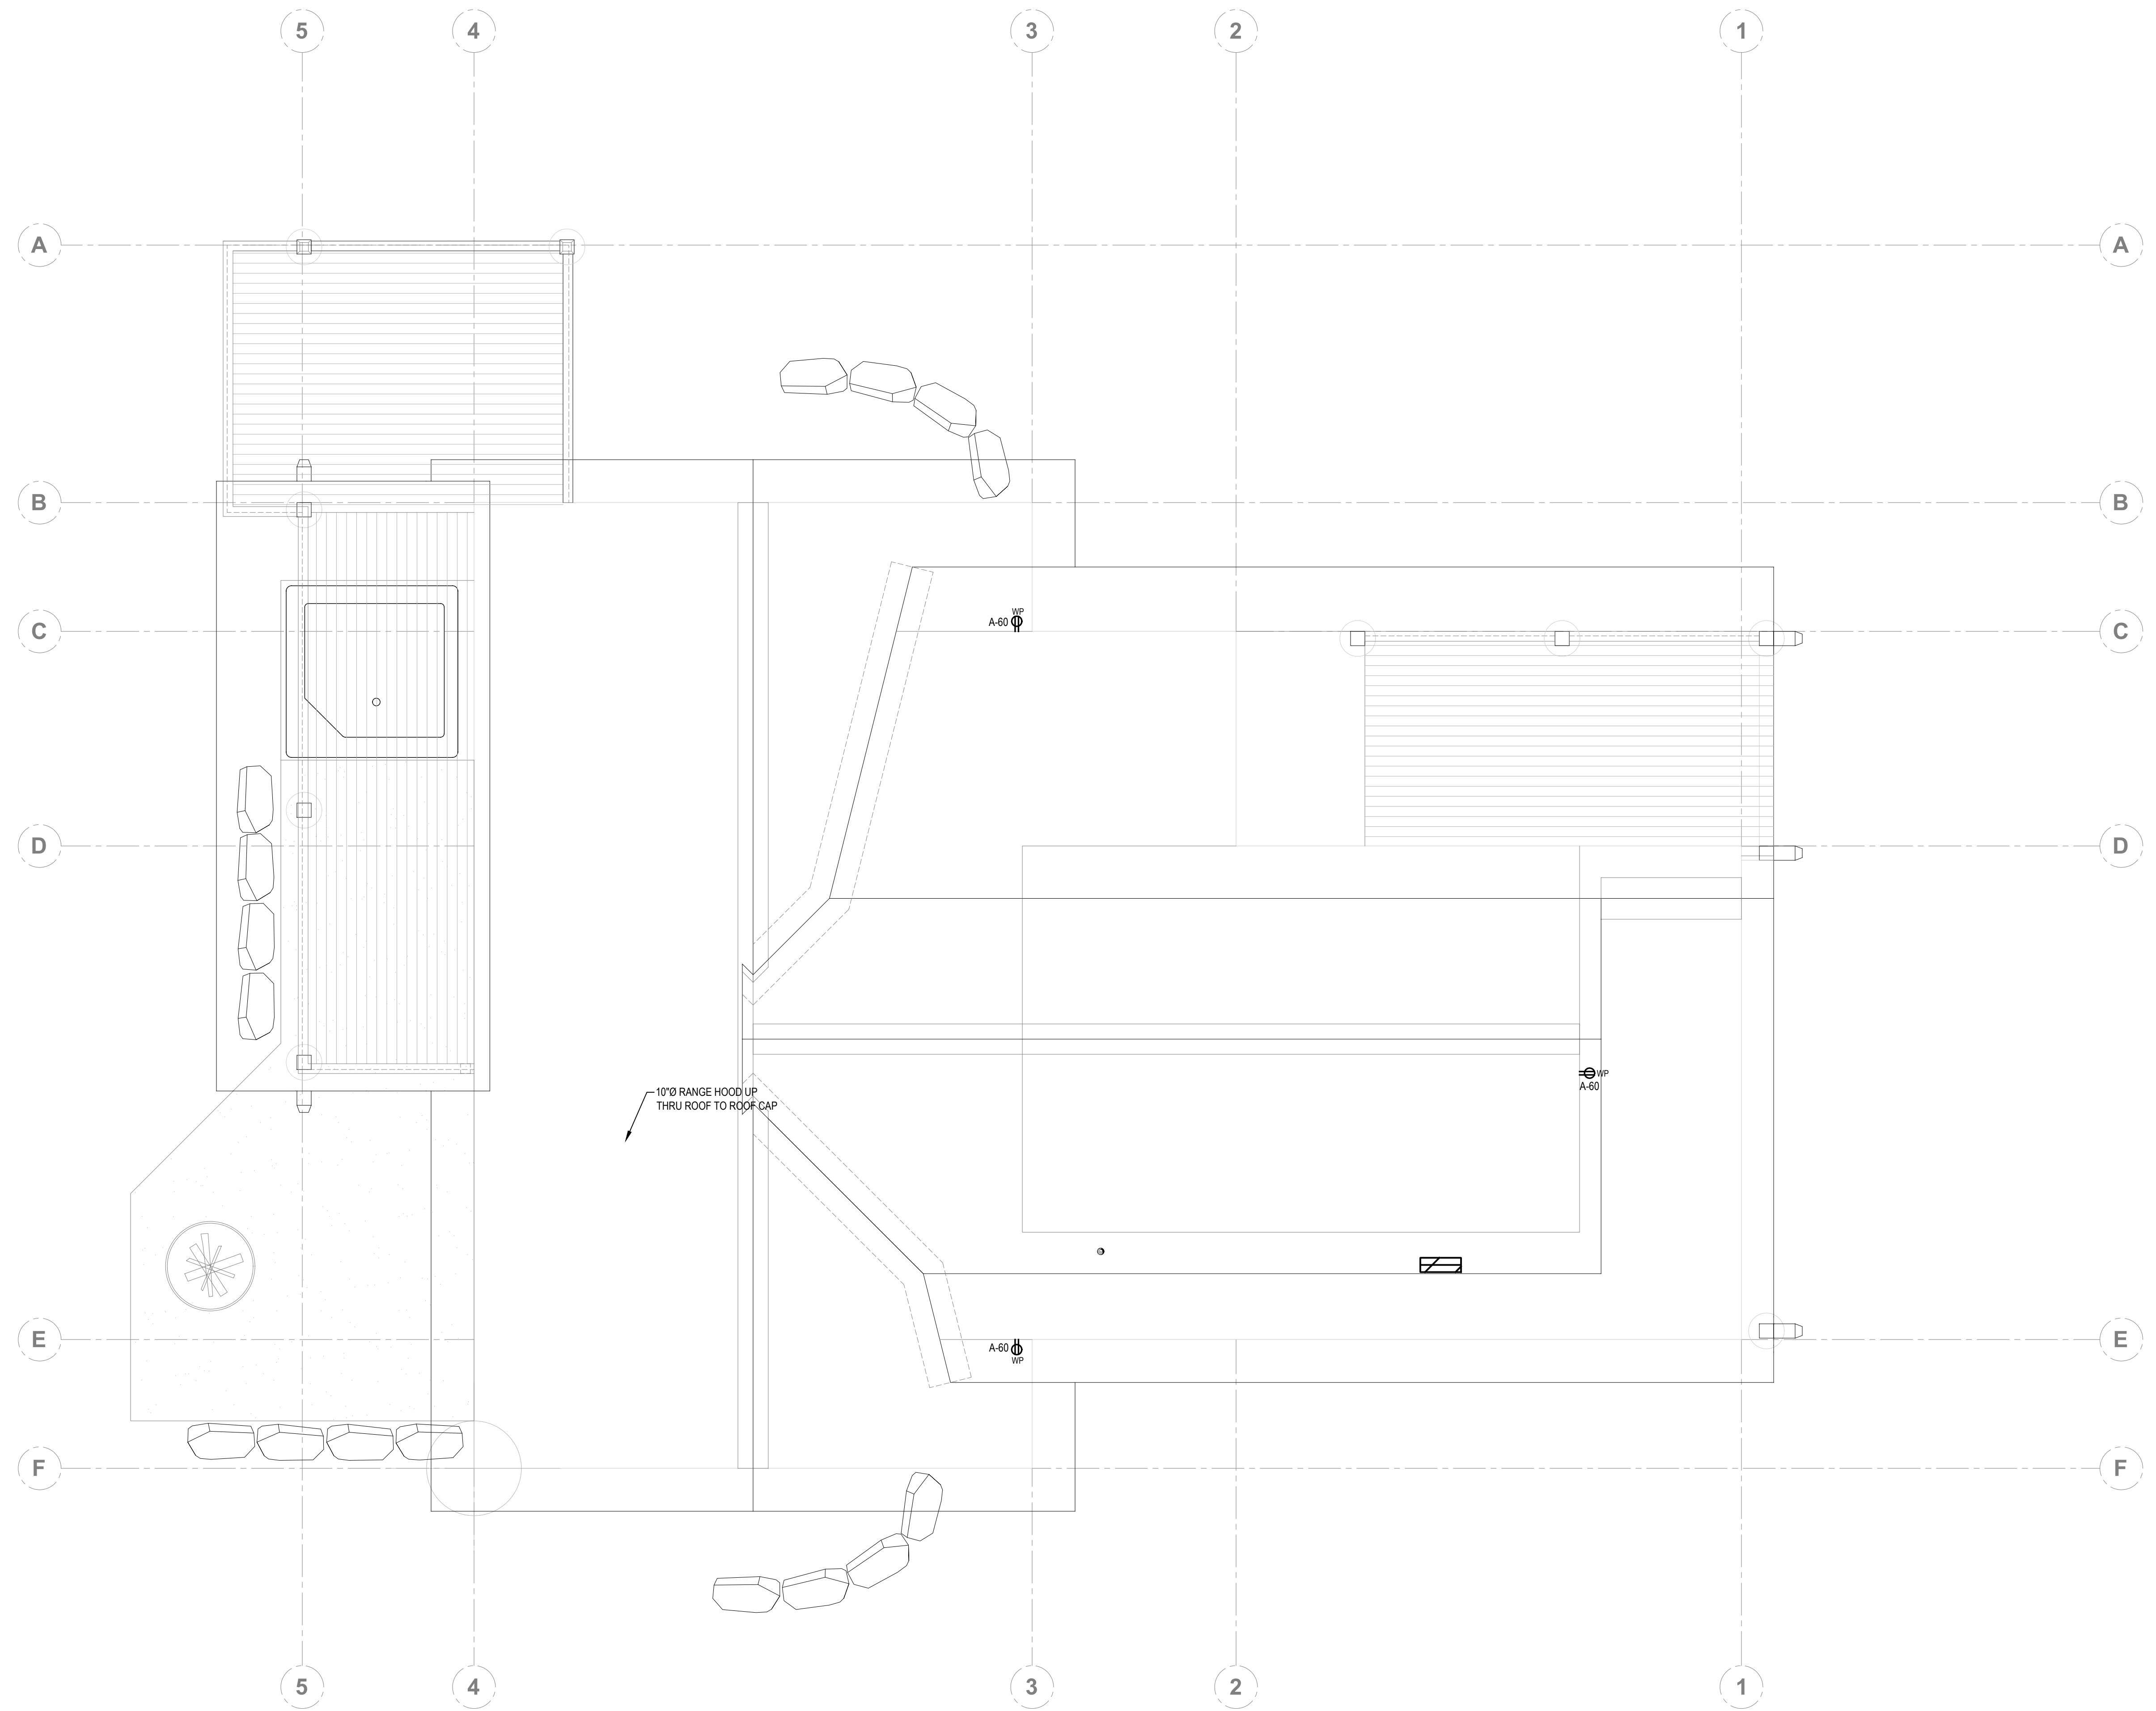 5 4 3 2 1
A A
B B
WP
A-60
C C
D D
WP
A-60
10"Ø RANGE HOOD UP
THRU ROOF TO ROOF CAP
E E
A-60
WP
F F
5 4 3 2 1